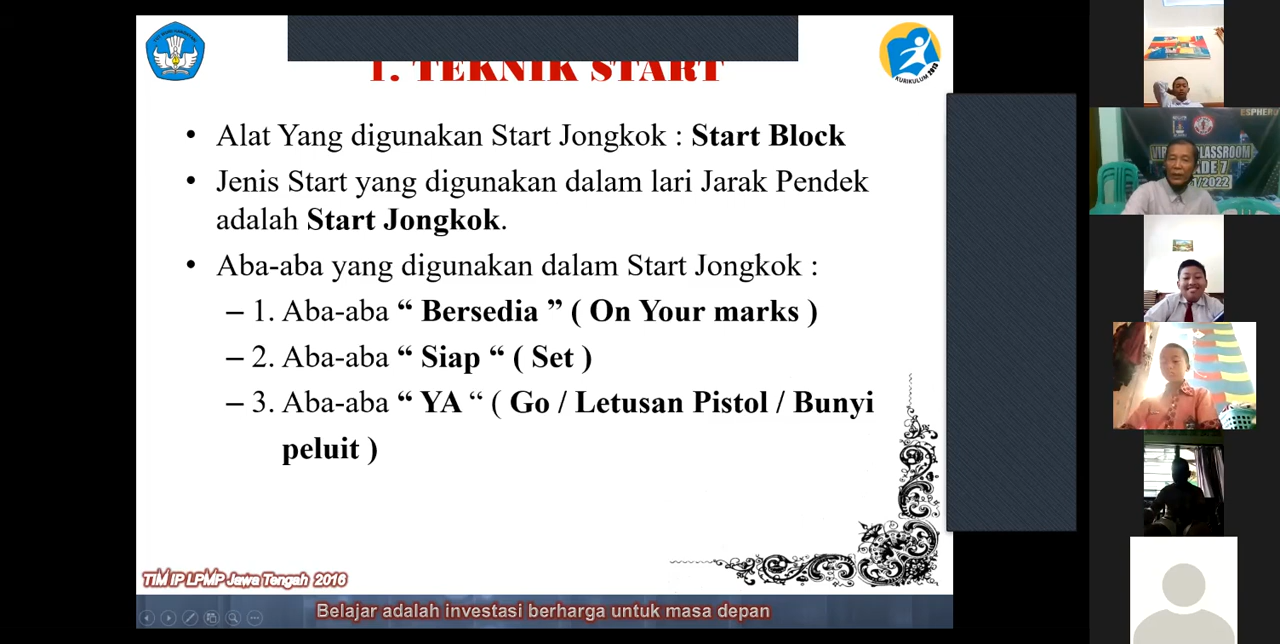 1. TEKNIK START
• Alat Yang digunakan Start Jongkok : Start Block
• Jenis Start yang digunakan dalam lari Jarak Pendek
adalah Start Jongkok.
• Aba-aba yang digunakan dalam Start Jongkok :
– 1. Aba-aba “ Bersedia ” ( On Your marks )
– 2. Aba-aba “ Siap “ ( Set )
– 3. Aba-aba “ YA “ ( Go / Letusan Pistol / Bunyi
peluit )
TIM IP LPMP Jawa Tengah 2016
Belajar adalah investasi berharga untuk masa depan
KURIKULUM 2013